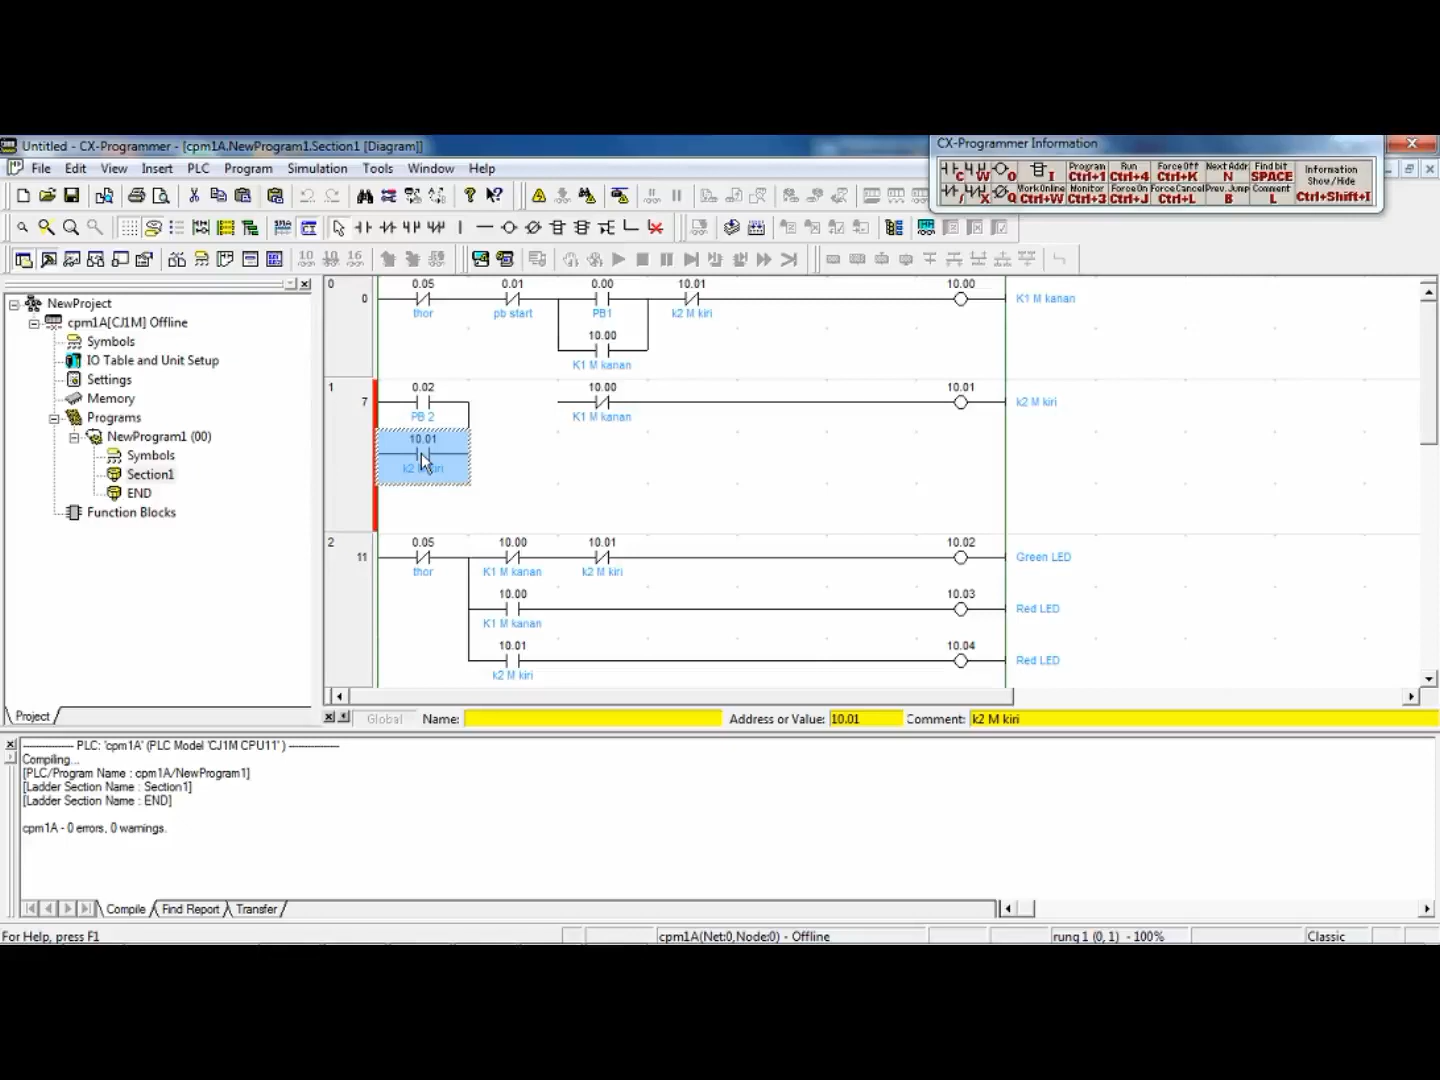 Untitled - CX-Programmer - [cpm1A.NewProgram1.Section1 [Diagram]]
CX-Programmer Information
File Edit View Insert PLC Program Simulation Tools Window Help
C W O I Program Run Force Off Next Addr Find bit Information
Ctrl+1 Ctrl+4 Ctrl+K N SPACE Show/Hide
/ X Q Work Online Monitor Force On Force Cancel Prev. Jump Comment
Ctrl+W Ctrl+3 Ctrl+J Ctrl+L B L Ctrl+Shift+I
NewProject
cpm1A[CJ1M] Offline
Symbols
IO Table and Unit Setup
Settings
Memory
Programs
NewProgram1 (00)
Symbols
Section1
END
Function Blocks
Project
0 0.05 0.01 0.00 10.01 10.00
0 K1 M kanan
thor pb start PB1 k2 M kiri
10.00
K1 M kanan
1 0.02 10.00 10.01
7 k2 M kiri
PB 2 K1 M kanan
10.01
2 0.05 10.00 10.01 10.02
11 Green LED
thor K1 M kanan k2 M kiri
10.00 10.03
Red LED
K1 M kanan
10.01 10.04
Red LED
k2 M kiri
Global Name: Address or Value: 10.01 Comment: k2 M kiri
---------------- PLC: 'cpm1A' (PLC Model 'CJ1M CPU11') ----------------
Compiling...
[PLC/Program Name : cpm1A/NewProgram1]
[Ladder Section Name : Section1]
[Ladder Section Name : END]
cpm1A - 0 errors, 0 warnings.
Compile Find Report Transfer
For Help, press F1 cpm1A(Net:0,Node:0) - Offline rung 1 (0, 1) - 100% Classic